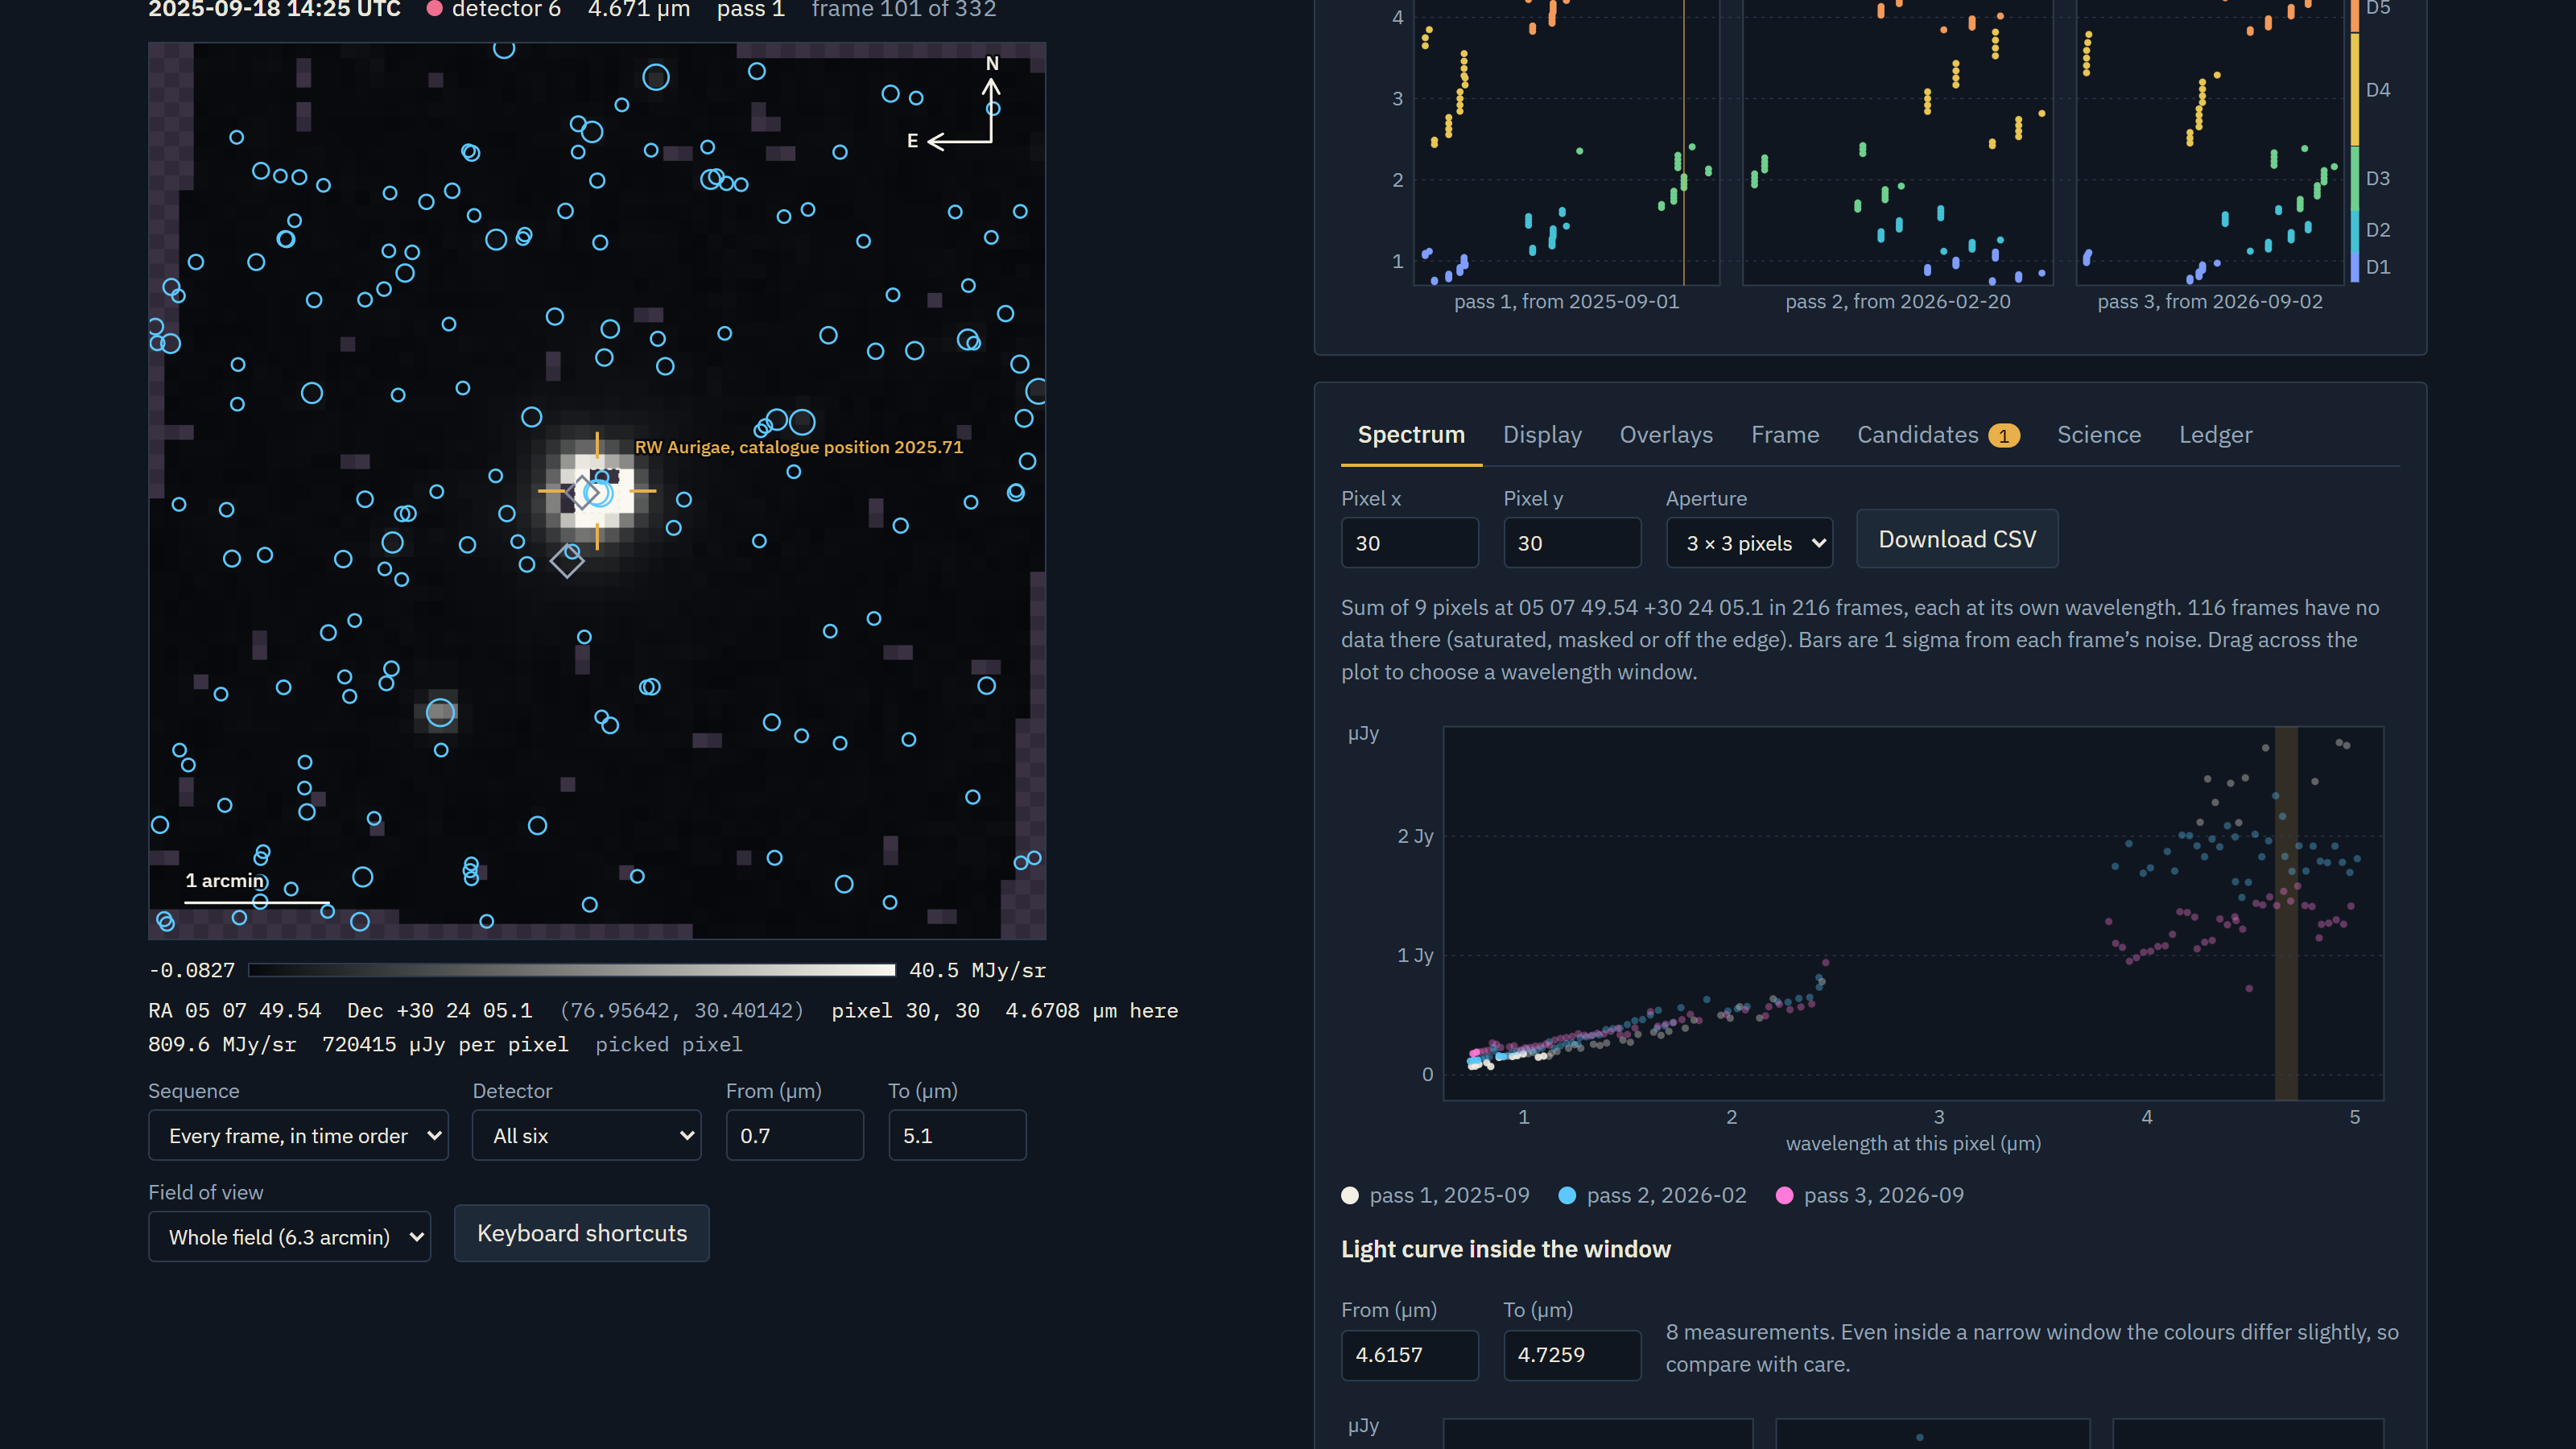 2025-09-18 14:25 UTC detector 6 4.671 µm pass 1 frame 101 of 332
N
E
RW Aurigae, catalogue position 2025.71
1 arcmin
-0.0827 40.5 MJy/sr
RA 05 07 49.54 Dec +30 24 05.1 (76.95642, 30.40142) pixel 30, 30 4.6708 µm here
809.6 MJy/sr 720415 µJy per pixel picked pixel
Sequence Detector From (µm) To (µm)
Every frame, in time order All six 0.7 5.1
Field of view
Whole field (6.3 arcmin) Keyboard shortcuts
4
3
2
1
D5
D4
D3
D2
D1
pass 1, from 2025-09-01 pass 2, from 2026-02-20 pass 3, from 2026-09-02
Spectrum Display Overlays Frame Candidates 1 Science Ledger
Pixel x Pixel y Aperture
30 30 3 × 3 pixels Download CSV
Sum of 9 pixels at 05 07 49.54 +30 24 05.1 in 216 frames, each at its own wavelength. 116 frames have no
data there (saturated, masked or off the edge). Bars are 1 sigma from each frame’s noise. Drag across the
plot to choose a wavelength window.
µJy
2 Jy
1 Jy
0
1 2 3 4 5
wavelength at this pixel (µm)
pass 1, 2025-09 pass 2, 2026-02 pass 3, 2026-09
Light curve inside the window
From (µm) To (µm)
4.6157 4.7259
8 measurements. Even inside a narrow window the colours differ slightly, so
compare with care.
µJy